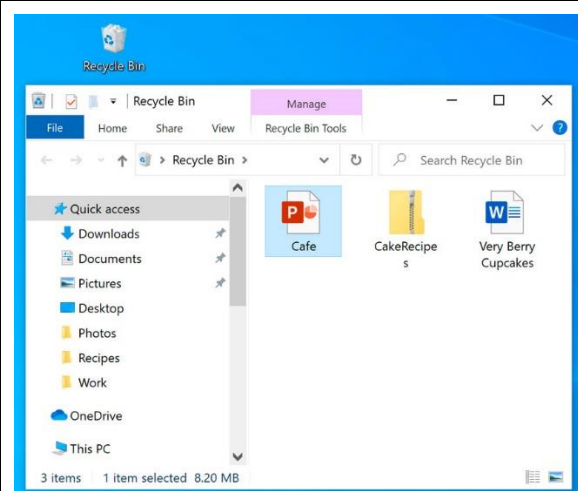 Recycle Bin
Recycle Bin
Manage
File
Home
Share
View
Recycle Bin Tools
Recycle Bin
Search Recycle Bin
Quick access
Downloads
Documents
Pictures
Desktop
Photos
Recipes
Work
OneDrive
This PC
Cafe
CakeRecipe
s
Very Berry
Cupcakes
3 items
1 item selected 8.20 MB